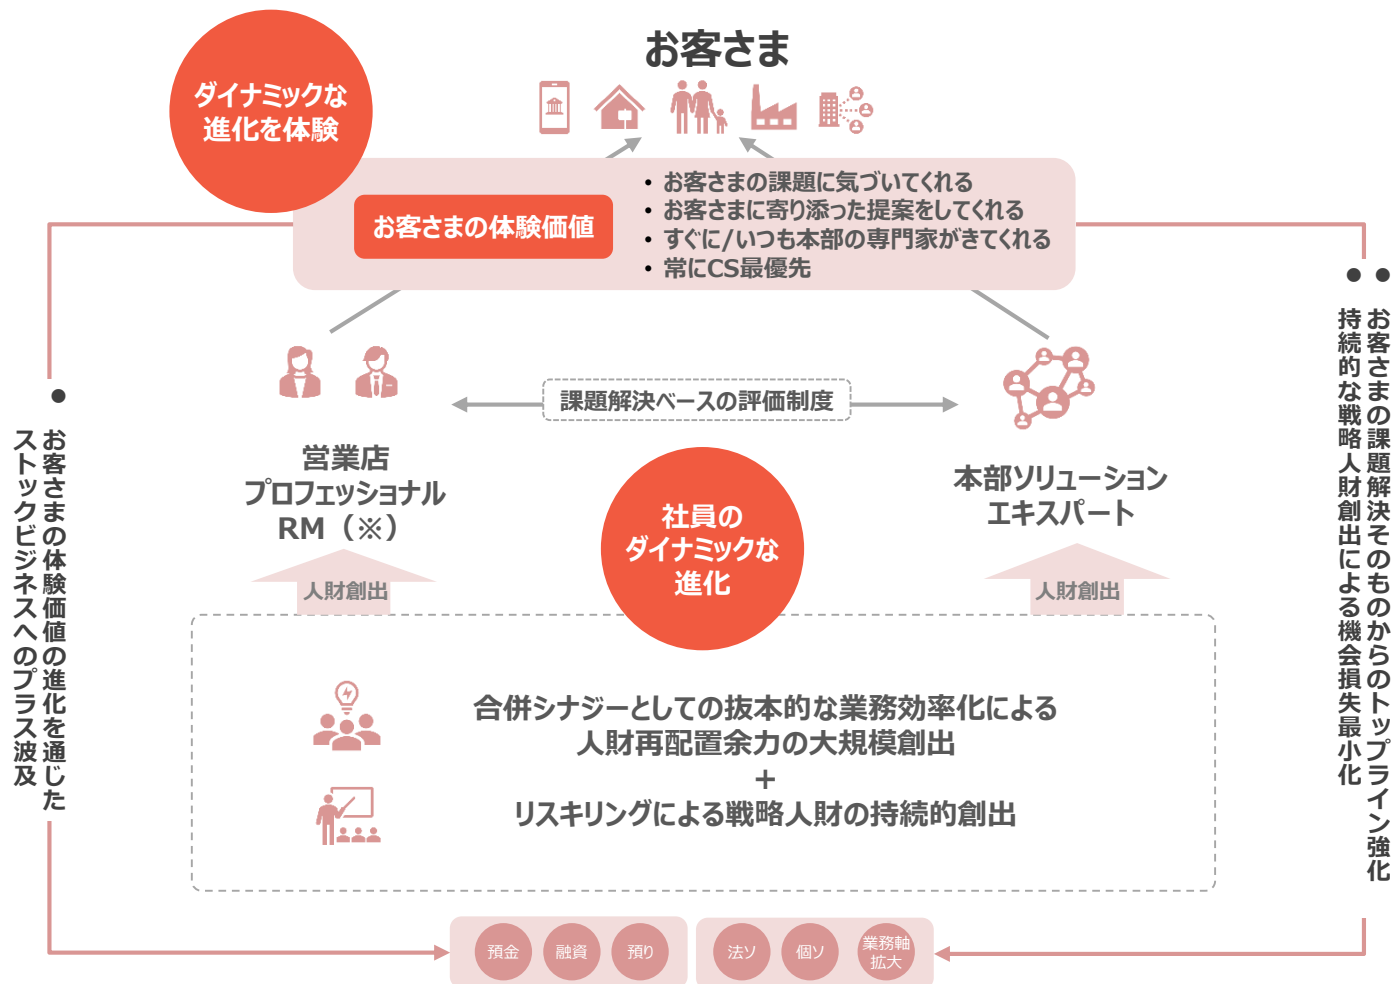 お客さま
ダイナミックな
進化を体験
お客さまの体験価値
• お客さまの課題に気づいてくれる
• お客さまに寄り添った提案をしてくれる
• すぐに/いつも本部の専門家がきてくれる
• 常にCS最優先
課題解決ベースの評価制度
営業店
プロフェッショナル
RM（※）
本部ソリューション
エキスパート
社員の
ダイナミックな
進化
人財創出
人財創出
合併シナジーとしての抜本的な業務効率化による
人財再配置余力の大規模創出
+
リスキリングによる戦略人財の持続的創出
● お客さまの体験価値の進化を通じた
ストックビジネスへのプラス波及
● お客さまの課題解決そのものからのトップライン強化
● 持続的な戦略人財創出による機会損失最小化
預金
融資
預り
法ソ
個ソ
業務軸
拡大